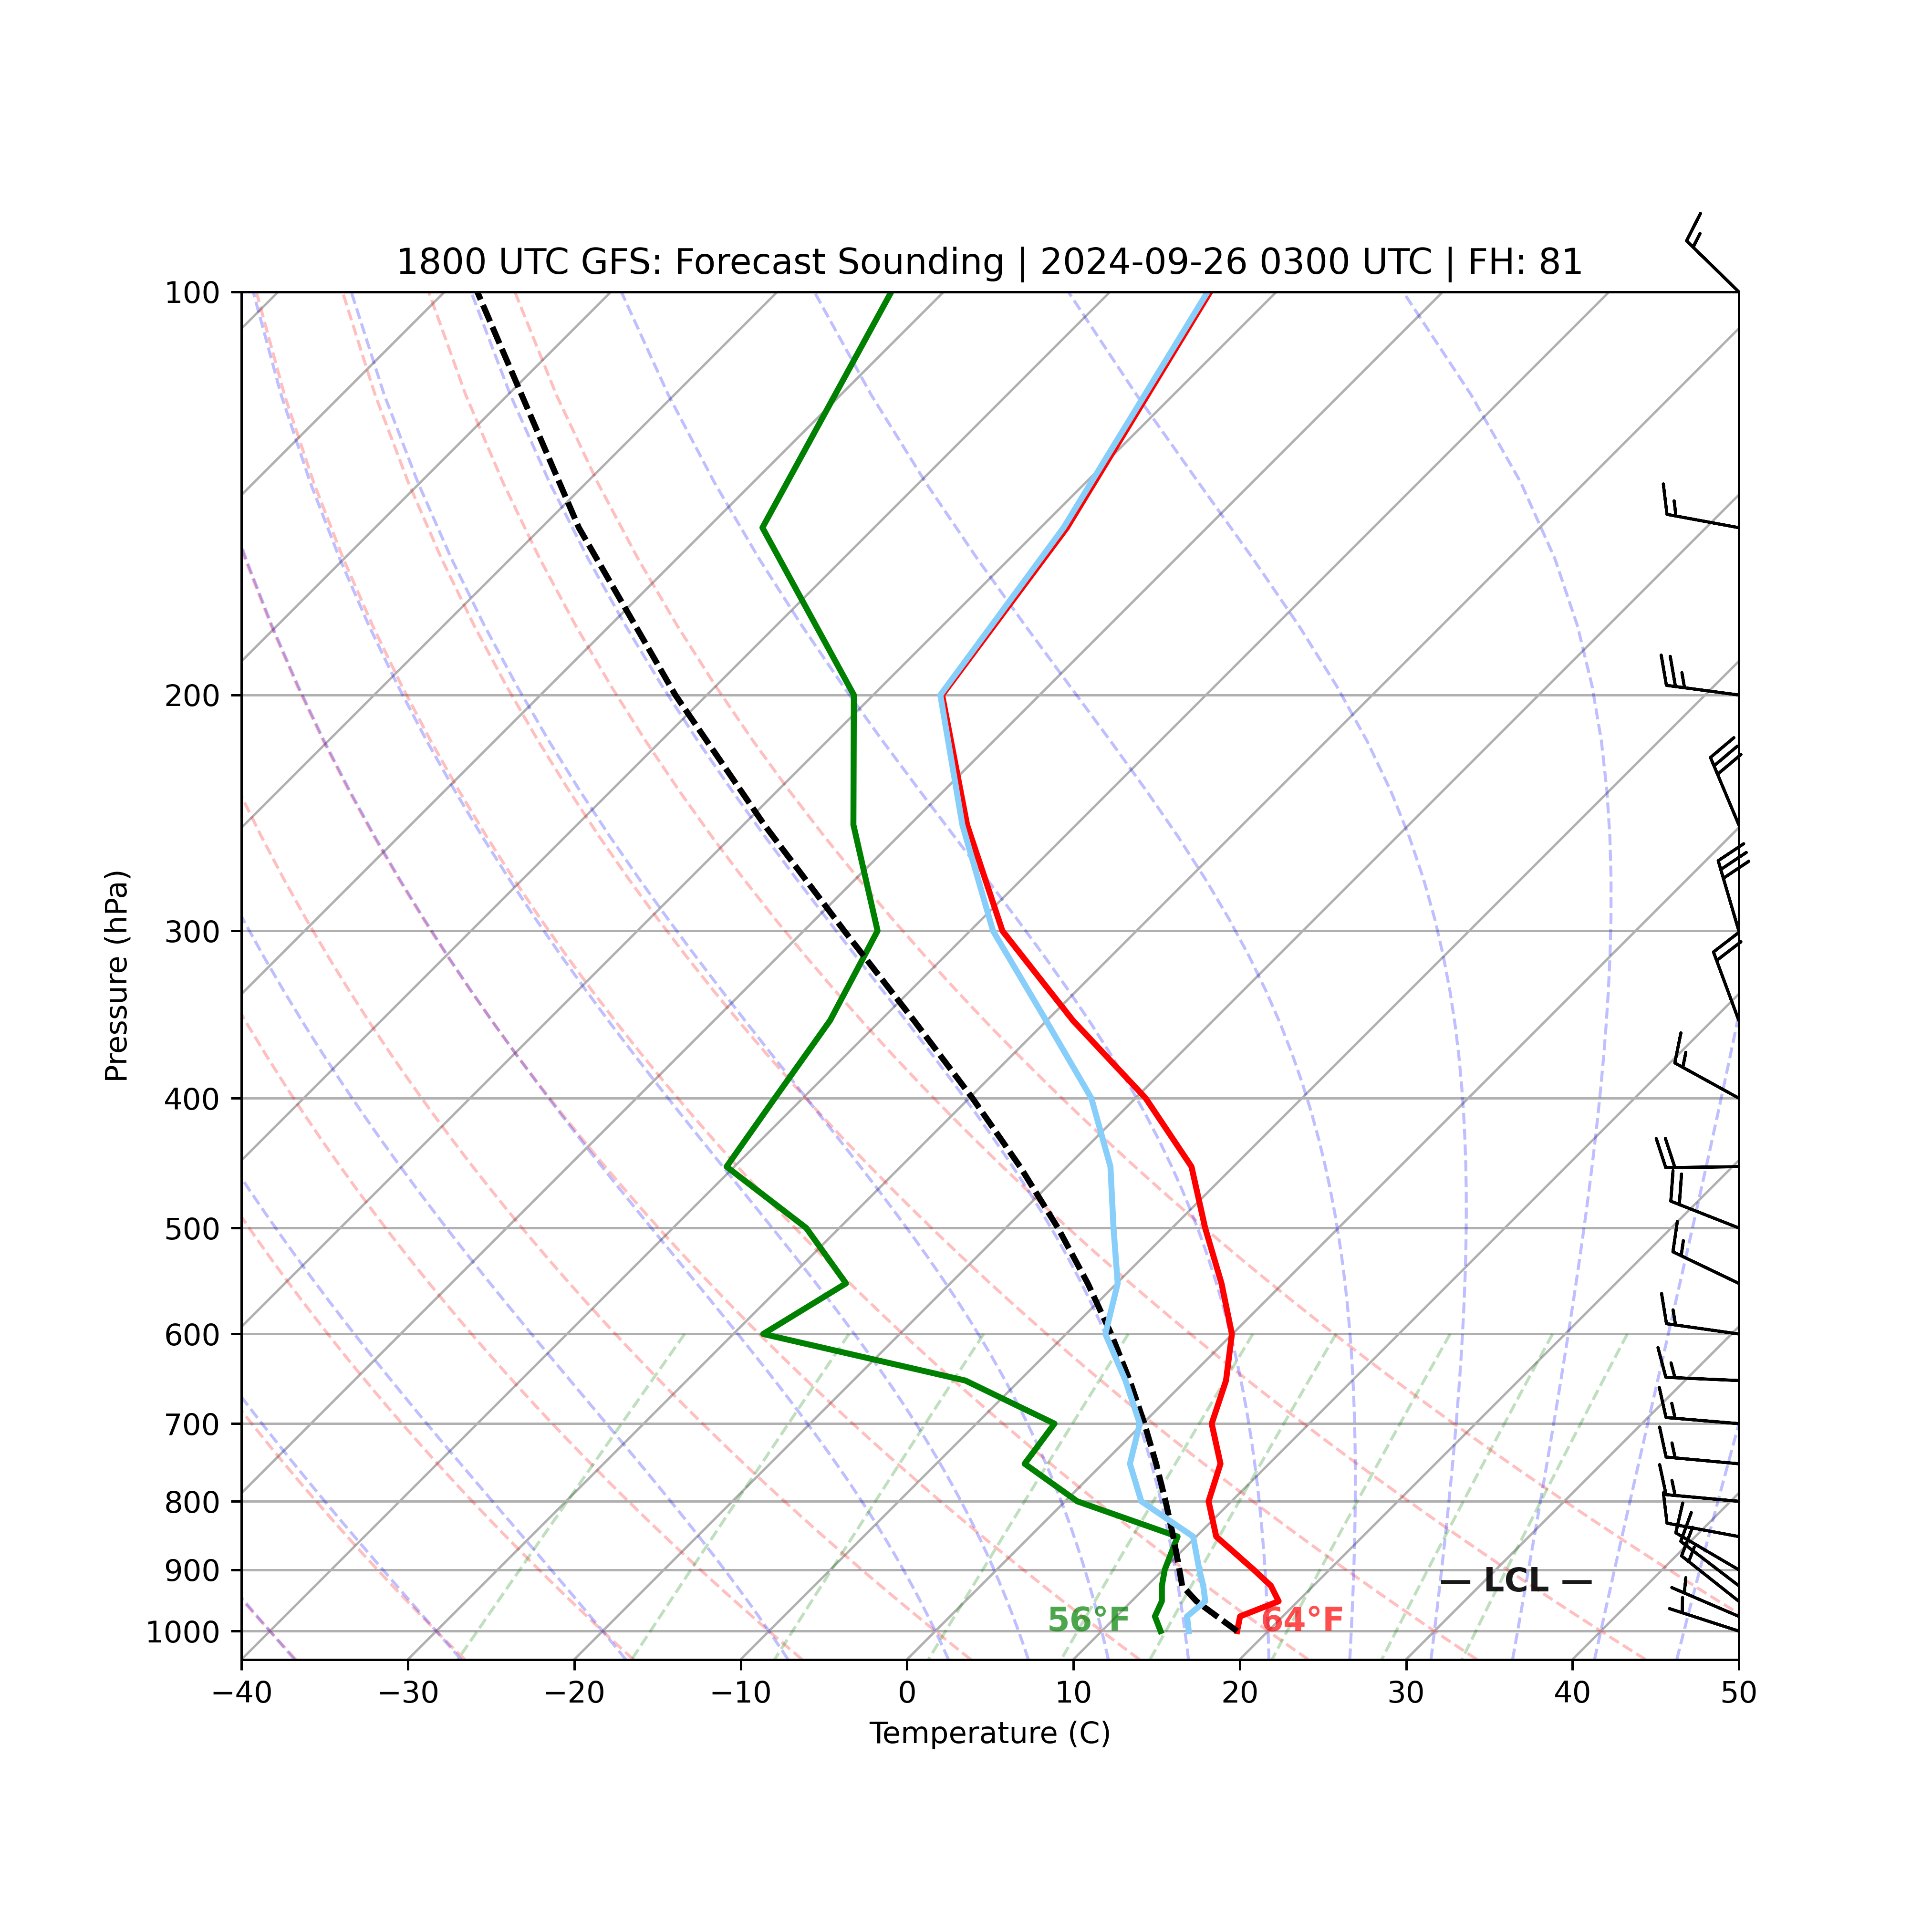 1800 UTC GFS: Forecast Sounding | 2024-09-26 0300 UTC | FH: 81
100
200
300
400
500
600
700
800
900
1000
Pressure (hPa)
— LCL —
56°F
64°F
−40 −30 −20 −10 0 10 20 30 40 50
Temperature (C)